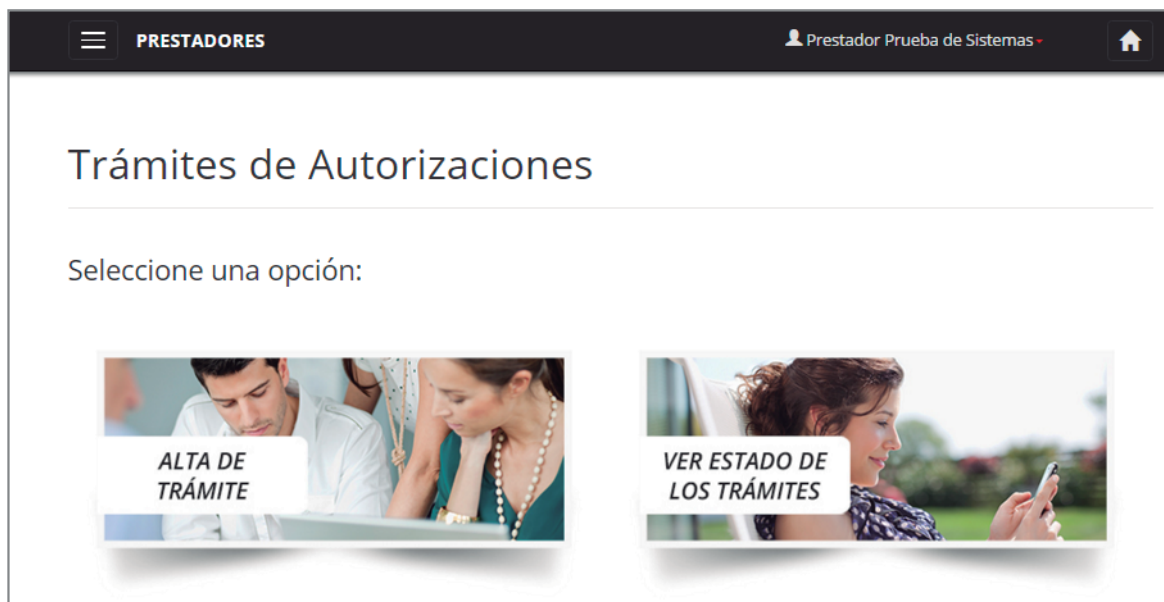 PRESTADORES
Prestador Prueba de Sistemas
Trámites de Autorizaciones
Seleccione una opción:
ALTA DE
TRÁMITE
VER ESTADO DE
LOS TRÁMITES